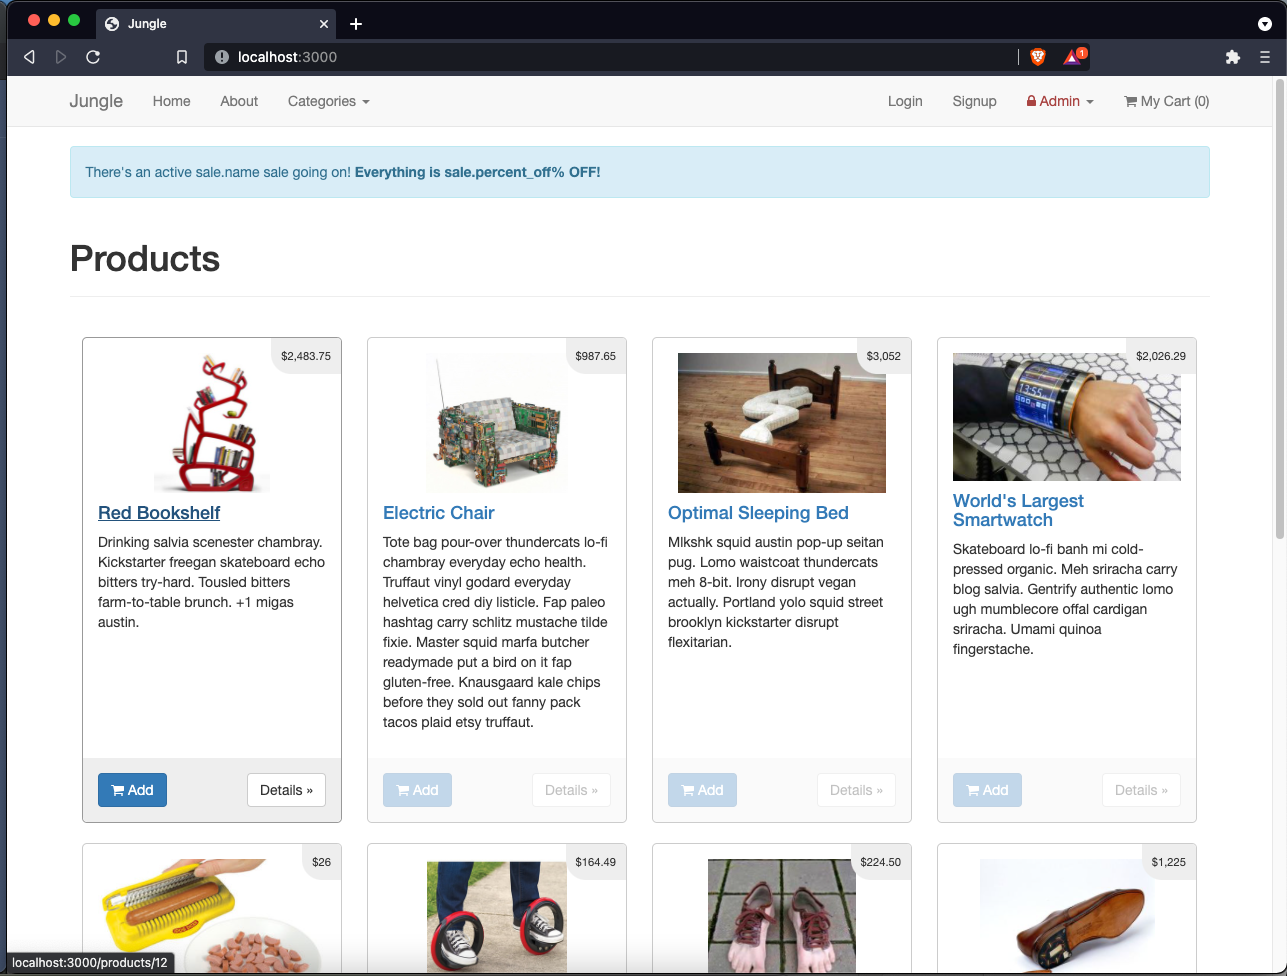 Jungle
localhost:3000
1
Jungle Home About Categories Login Signup Admin My Cart (0)
There's an active sale.name sale going on! Everything is sale.percent_off% OFF!
Products
$2,483.75
Red Bookshelf
Drinking salvia scenester chambray.
Kickstarter freegan skateboard echo
bitters try-hard. Tousled bitters
farm-to-table brunch. +1 migas
austin.
Add Details »
$987.65
Electric Chair
Tote bag pour-over thundercats lo-fi
chambray everyday echo health.
Truffaut vinyl godard everyday
helvetica cred diy listicle. Fap paleo
hashtag carry schlitz mustache tilde
fixie. Master squid marfa butcher
readymade put a bird on it fap
gluten-free. Knausgaard kale chips
before they sold out fanny pack
tacos plaid etsy truffaut.
Add Details »
$3,052
Optimal Sleeping Bed
Mlkshk squid austin pop-up seitan
pug. Lomo waistcoat thundercats
meh 8-bit. Irony disrupt vegan
actually. Portland yolo squid street
brooklyn kickstarter disrupt
flexitarian.
Add Details »
$2,026.29
13:55
World's Largest
Smartwatch
Skateboard lo-fi banh mi cold-
pressed organic. Meh sriracha carry
blog salvia. Gentrify authentic lomo
ugh mumblecore offal cardigan
sriracha. Umami quinoa
fingerstache.
Add Details »
$26
$164.49
$224.50
$1,225
localhost:3000/products/12